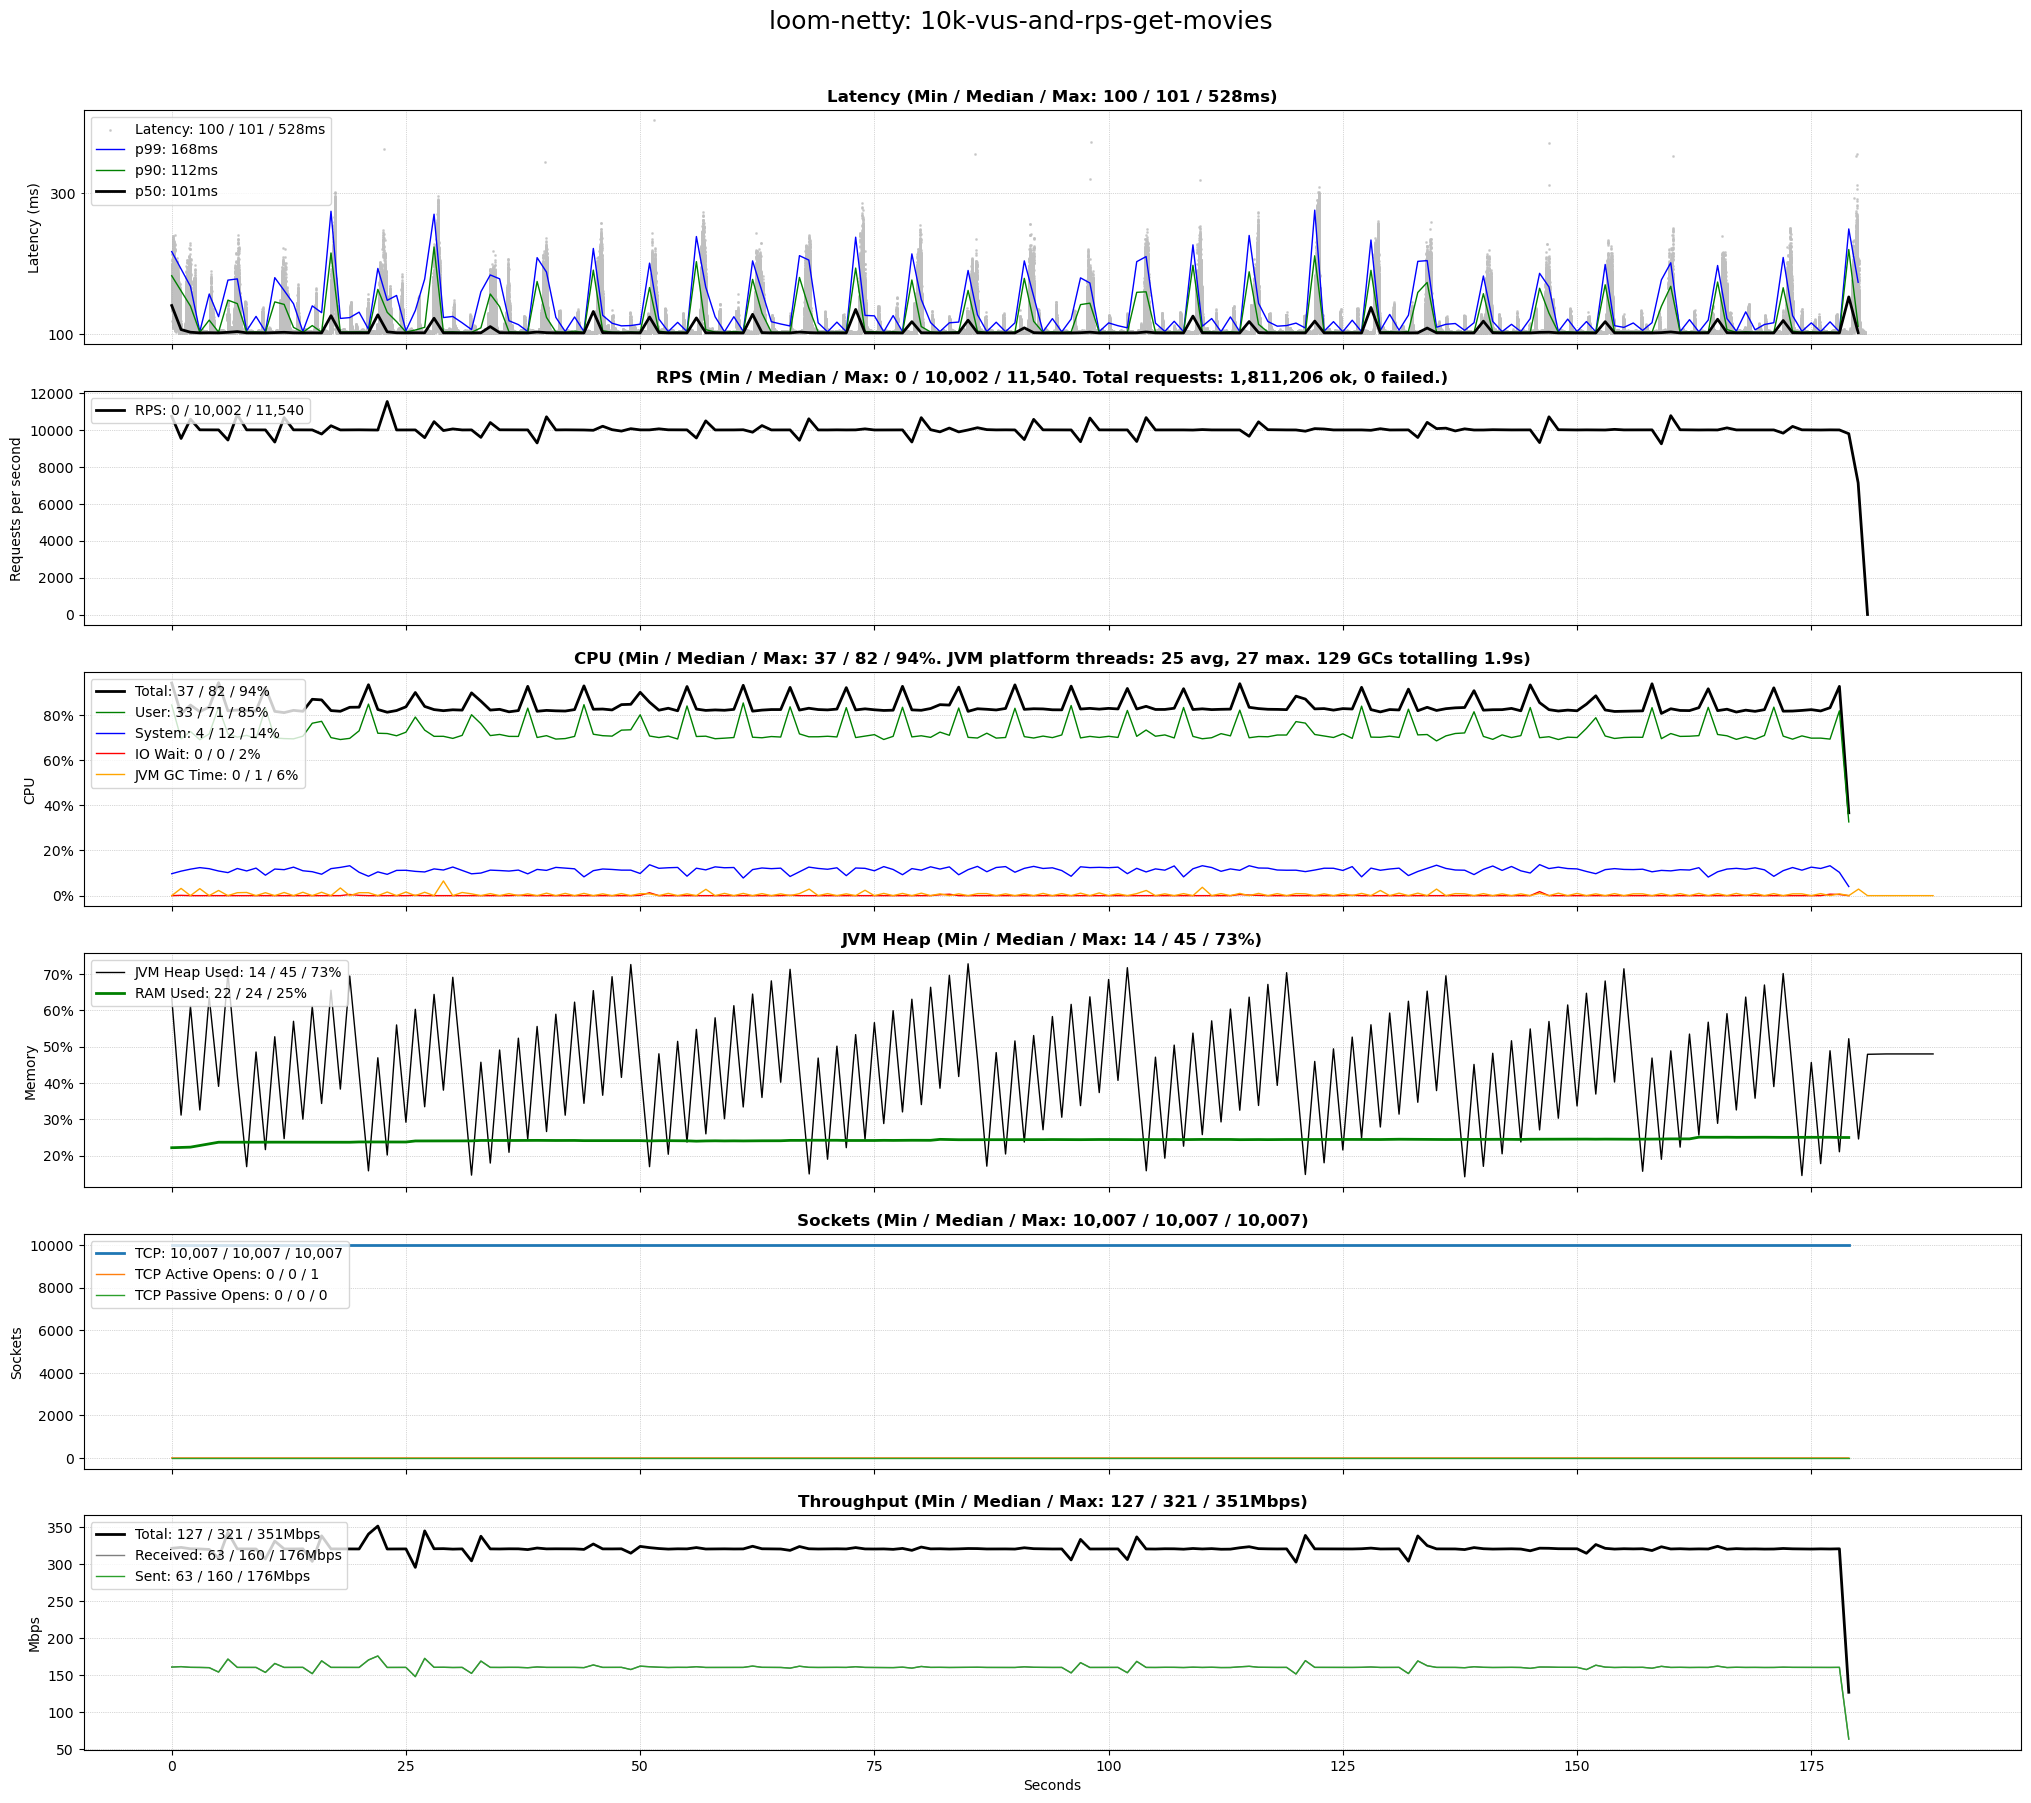 loom-netty: 10k-vus-and-rps-get-movies
Latency (Min / Median / Max: 100 / 101 / 528ms)
Latency: 100 / 101 / 528ms
p99: 168ms
p90: 112ms
p50: 101ms
Latency (ms)
300
100
RPS (Min / Median / Max: 0 / 10,002 / 11,540. Total requests: 1,811,206 ok, 0 failed.)
RPS: 0 / 10,002 / 11,540
Requests per second
12000
10000
8000
6000
4000
2000
0
CPU (Min / Median / Max: 37 / 82 / 94%. JVM platform threads: 25 avg, 27 max. 129 GCs totalling 1.9s)
Total: 37 / 82 / 94%
User: 33 / 71 / 85%
System: 4 / 12 / 14%
IO Wait: 0 / 0 / 2%
JVM GC Time: 0 / 1 / 6%
CPU
80%
60%
40%
20%
0%
JVM Heap (Min / Median / Max: 14 / 45 / 73%)
JVM Heap Used: 14 / 45 / 73%
RAM Used: 22 / 24 / 25%
Memory
70%
60%
50%
40%
30%
20%
Sockets (Min / Median / Max: 10,007 / 10,007 / 10,007)
TCP: 10,007 / 10,007 / 10,007
TCP Active Opens: 0 / 0 / 1
TCP Passive Opens: 0 / 0 / 0
Sockets
10000
8000
6000
4000
2000
0
Throughput (Min / Median / Max: 127 / 321 / 351Mbps)
Total: 127 / 321 / 351Mbps
Received: 63 / 160 / 176Mbps
Sent: 63 / 160 / 176Mbps
Mbps
350
300
250
200
150
100
50
0 25 50 75 100 125 150 175
Seconds